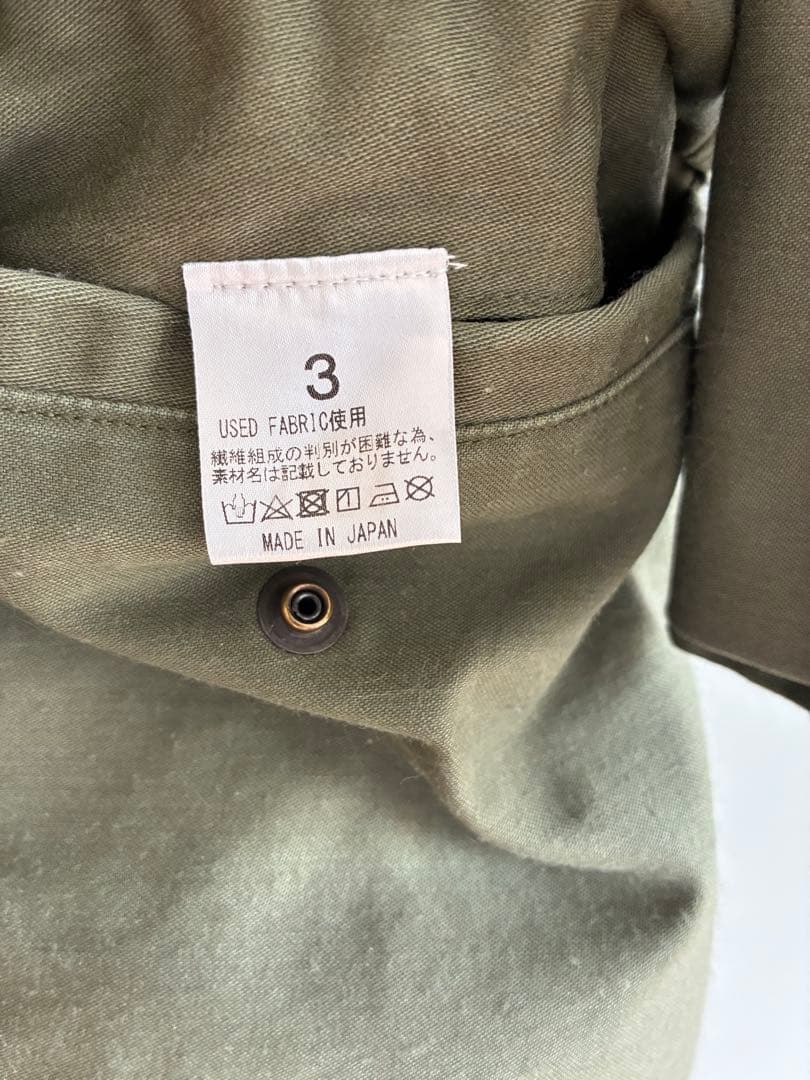 3
USED FABRIC使用
繊維組成の判別が困難な為、
素材名は記載しておりません。
MADE IN JAPAN